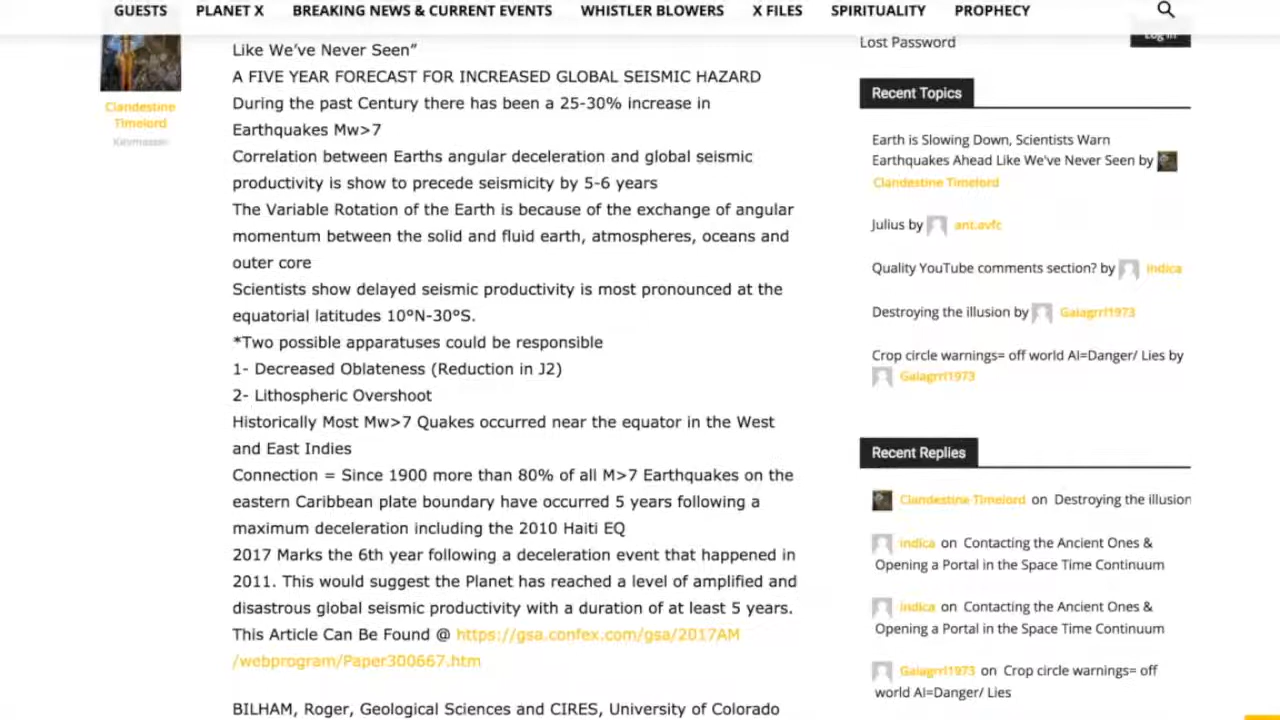 GUESTS PLANET X BREAKING NEWS & CURRENT EVENTS WHISTLER BLOWERS X FILES SPIRITUALITY PROPHECY
Clandestine
Timelord
Keymaster
Like We've Never Seen”
A FIVE YEAR FORECAST FOR INCREASED GLOBAL SEISMIC HAZARD
During the past Century there has been a 25-30% increase in
Earthquakes Mw>7
Correlation between Earths angular deceleration and global seismic
productivity is show to precede seismicity by 5-6 years
The Variable Rotation of the Earth is because of the exchange of angular
momentum between the solid and fluid earth, atmospheres, oceans and
outer core
Scientists show delayed seismic productivity is most pronounced at the
equatorial latitudes 10°N-30°S.
*Two possible apparatuses could be responsible
1- Decreased Oblateness (Reduction in J2)
2- Lithospheric Overshoot
Historically Most Mw>7 Quakes occurred near the equator in the West
and East Indies
Connection = Since 1900 more than 80% of all M>7 Earthquakes on the
eastern Caribbean plate boundary have occurred 5 years following a
maximum deceleration including the 2010 Haiti EQ
2017 Marks the 6th year following a deceleration event that happened in
2011. This would suggest the Planet has reached a level of amplified and
disastrous global seismic productivity with a duration of at least 5 years.
This Article Can Be Found @ https://gsa.confex.com/gsa/2017AM
/webprogram/Paper300667.htm
BILHAM, Roger, Geological Sciences and CIRES, University of Colorado
Lost Password
Log In
Recent Topics
Earth is Slowing Down, Scientists Warn
Earthquakes Ahead Like We've Never Seen by
Clandestine Timelord
Julius by ant.avfc
Quality YouTube comments section? by indica
Destroying the illusion by Gaiagrrl1973
Crop circle warnings= off world AI=Danger/ Lies by
Gaiagrrl1973
Recent Replies
Clandestine Timelord on Destroying the illusion
indica on Contacting the Ancient Ones &
Opening a Portal in the Space Time Continuum
indica on Contacting the Ancient Ones &
Opening a Portal in the Space Time Continuum
Gaiagrrl1973 on Crop circle warnings= off
world AI=Danger/ Lies